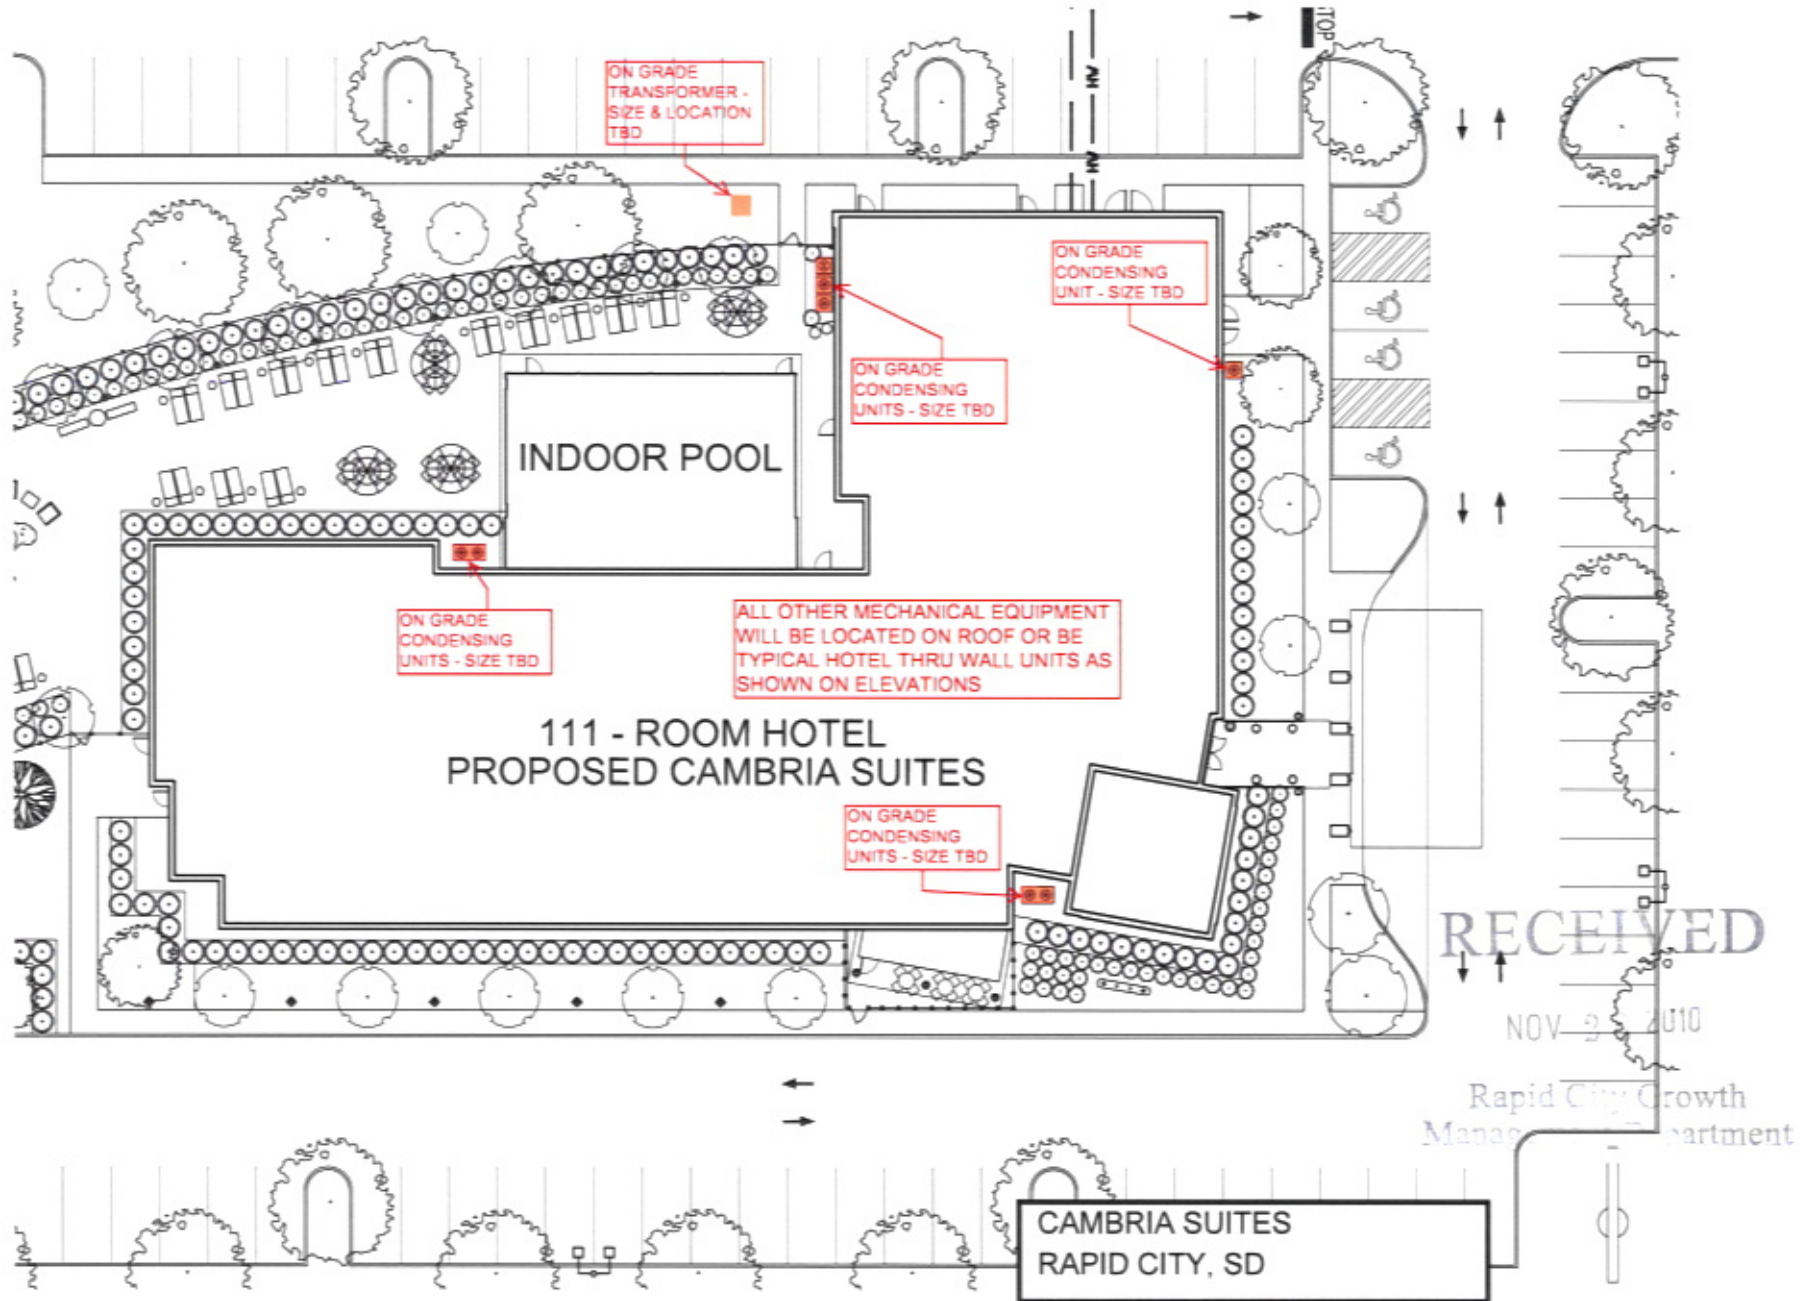 TOP
ON GRADE
TRANSFORMER -
SIZE & LOCATION
TBD
ON GRADE
CONDENSING
UNIT - SIZE TBD
ON GRADE
CONDENSING
UNITS - SIZE TBD
INDOOR POOL
ON GRADE
CONDENSING
UNITS - SIZE TBD
ALL OTHER MECHANICAL EQUIPMENT
WILL BE LOCATED ON ROOF OR BE
TYPICAL HOTEL THRU WALL UNITS AS
SHOWN ON ELEVATIONS
111 - ROOM HOTEL
PROPOSED CAMBRIA SUITES
ON GRADE
CONDENSING
UNITS - SIZE TBD
RECEIVED
NOV 2010
Rapid City Growth
CAMBRIA SUITES
RAPID CITY, SD